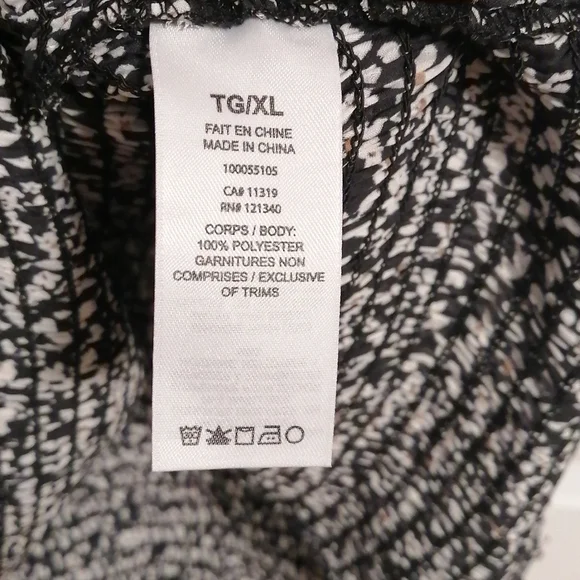 TG/XL
FAIT EN CHINE
MADE IN CHINA
100055105
CA# 11319
RN# 121340
CORPS / BODY:
100% POLYESTER
GARNITURES NON
COMPRISES / EXCLUSIVE
OF TRIMS